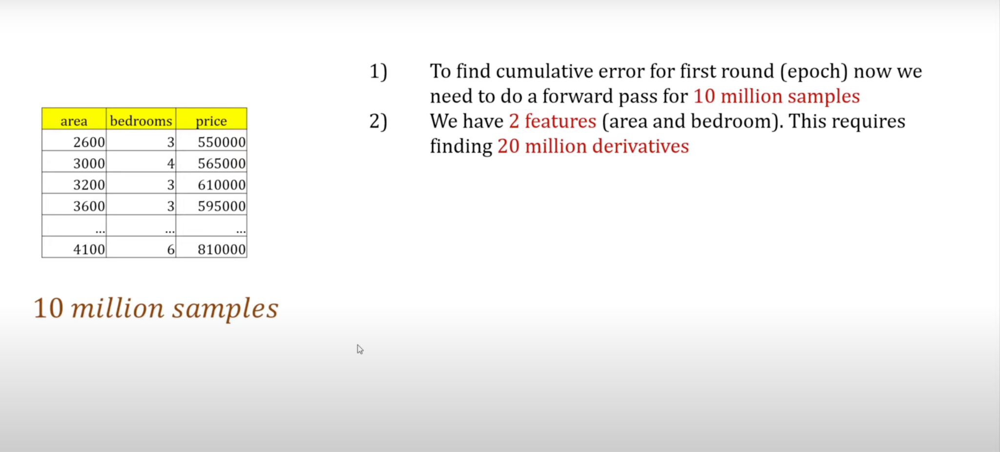 1) To find cumulative error for first round (epoch) now we
need to do a forward pass for 10 million samples
2) We have 2 features (area and bedroom). This requires
finding 20 million derivatives
area bedrooms price
2600 3 550000
3000 4 565000
3200 3 610000
3600 3 595000
... ... ...
4100 6 810000
10 million samples